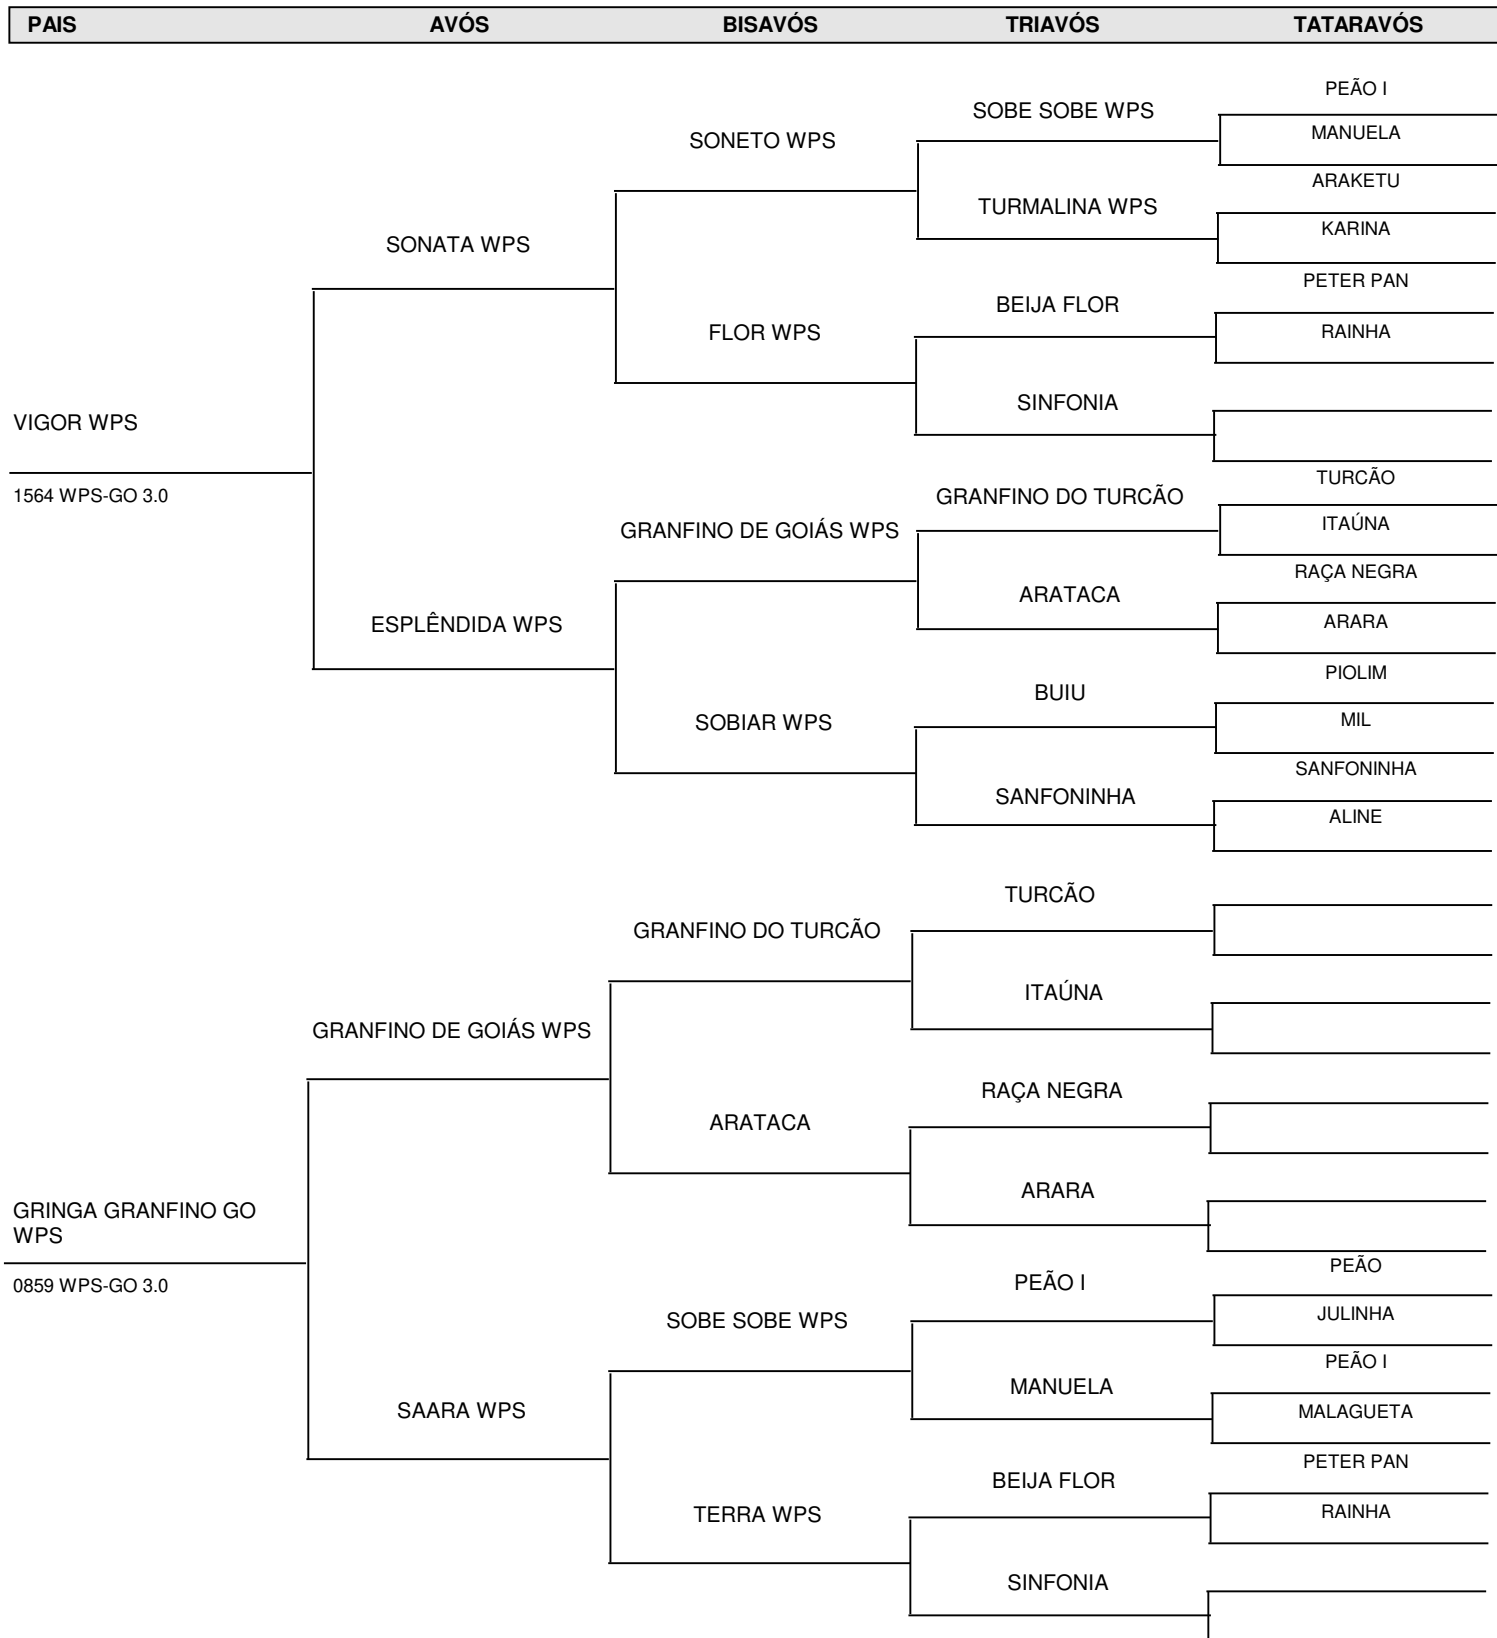 PAIS AVÓS BISAVÓS TRIAVÓS TATARAVÓS
PEÃO I
SOBE SOBE WPS
MANUELA
SONETO WPS
ARAKETU
TURMALINA WPS
KARINA
SONATA WPS
PETER PAN
BEIJA FLOR
RAINHA
FLOR WPS
SINFONIA
VIGOR WPS
1564 WPS-GO 3.0
TURCÃO
GRANFINO DO TURCÃO
ITAÚNA
GRANFINO DE GOIÁS WPS
RAÇA NEGRA
ARATACA
ARARA
ESPLÊNDIDA WPS
PIOLIM
BUIU
MIL
SOBIAR WPS
SANFONINHA
SANFONINHA
ALINE
TURCÃO
GRANFINO DO TURCÃO
ITAÚNA
GRANFINO DE GOIÁS WPS
RAÇA NEGRA
ARATACA
ARARA
GRINGA GRANFINO GO
WPS
0859 WPS-GO 3.0
PEÃO
PEÃO I
JULINHA
SOBE SOBE WPS
PEÃO I
MANUELA
MALAGUETA
SAARA WPS
PETER PAN
BEIJA FLOR
RAINHA
TERRA WPS
SINFONIA